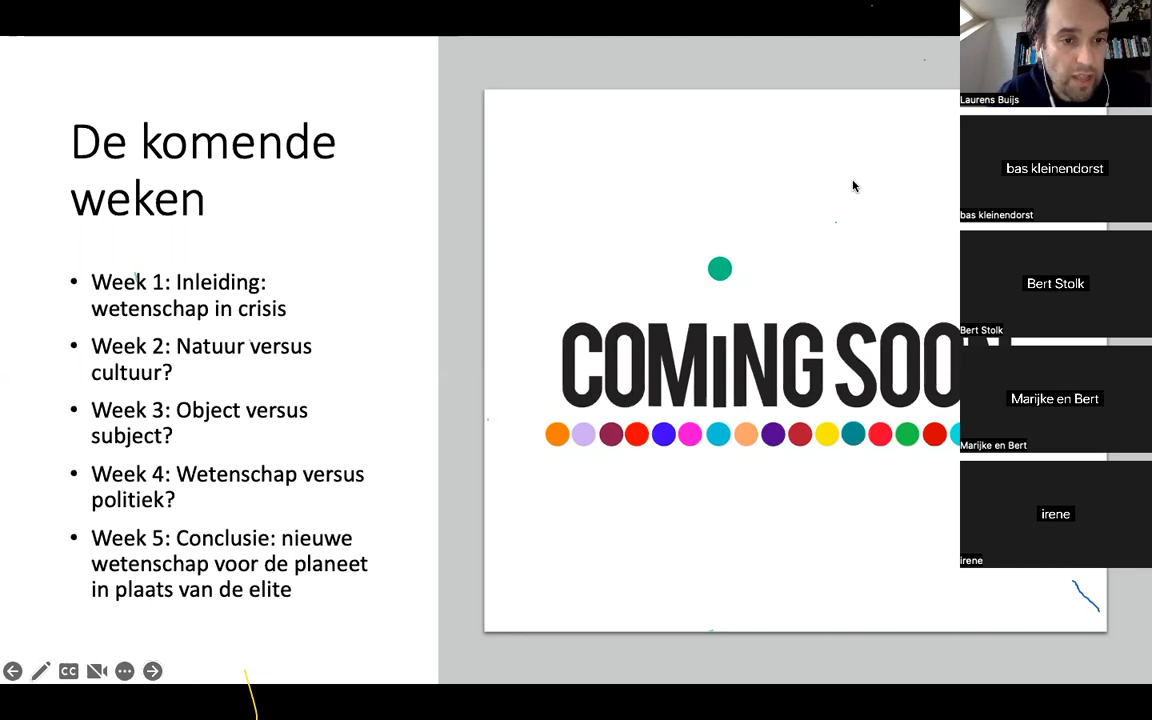 De komende
weken
• Week 1: Inleiding:
wetenschap in crisis
• Week 2: Natuur versus
cultuur?
• Week 3: Object versus
subject?
• Week 4: Wetenschap versus
politiek?
• Week 5: Conclusie: nieuwe
wetenschap voor de planeet
in plaats van de elite
COMING SOON
CC
Laurens Buijs
bas kleinendorst
bas kleinendorst
Bert Stolk
Bert Stolk
Marijke en Bert
Marijke en Bert
irene
irene